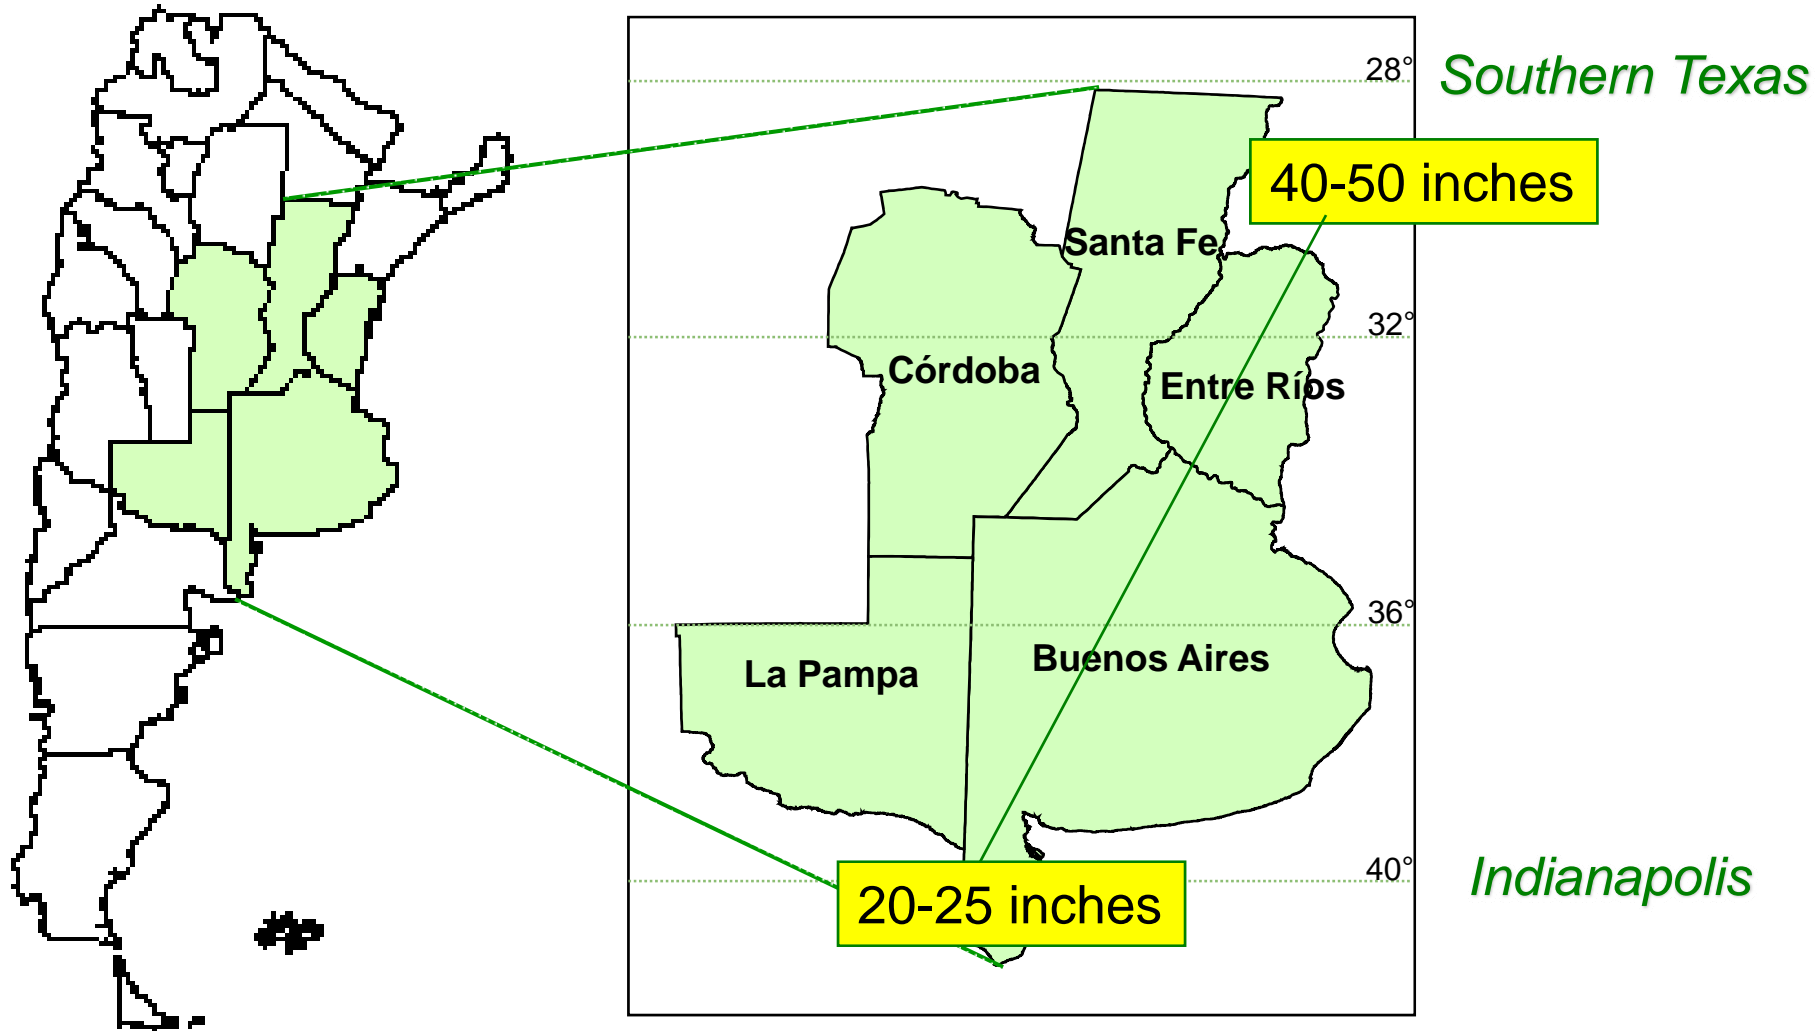 28°
Southern Texas
40-50 inches
Santa Fe
32°
Córdoba
Entre Ríos
36°
Buenos Aires
La Pampa
40°
Indianapolis
20-25 inches